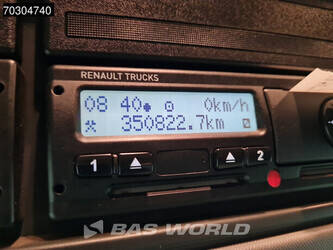 70304740
RENAULT TRUCKS
08 40 0km/h
350822.7km
1 2
BAS WORLD